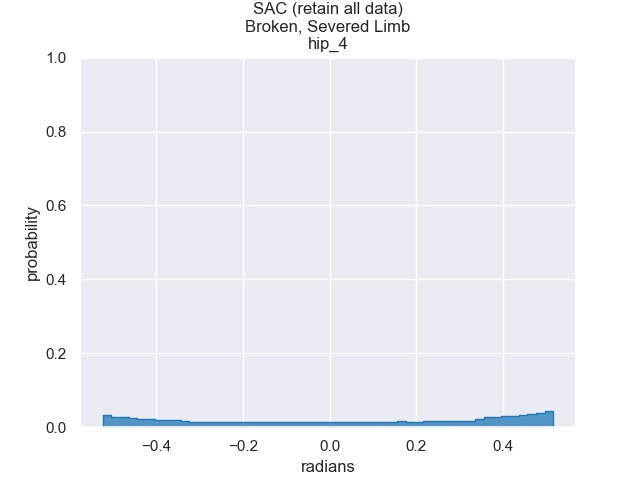 SAC (retain all data)
Broken, Severed Limb
hip_4
1.0
0.8
0.6
0.4
0.2
0.0
probability
−0.4 −0.2 0.0 0.2 0.4
radians